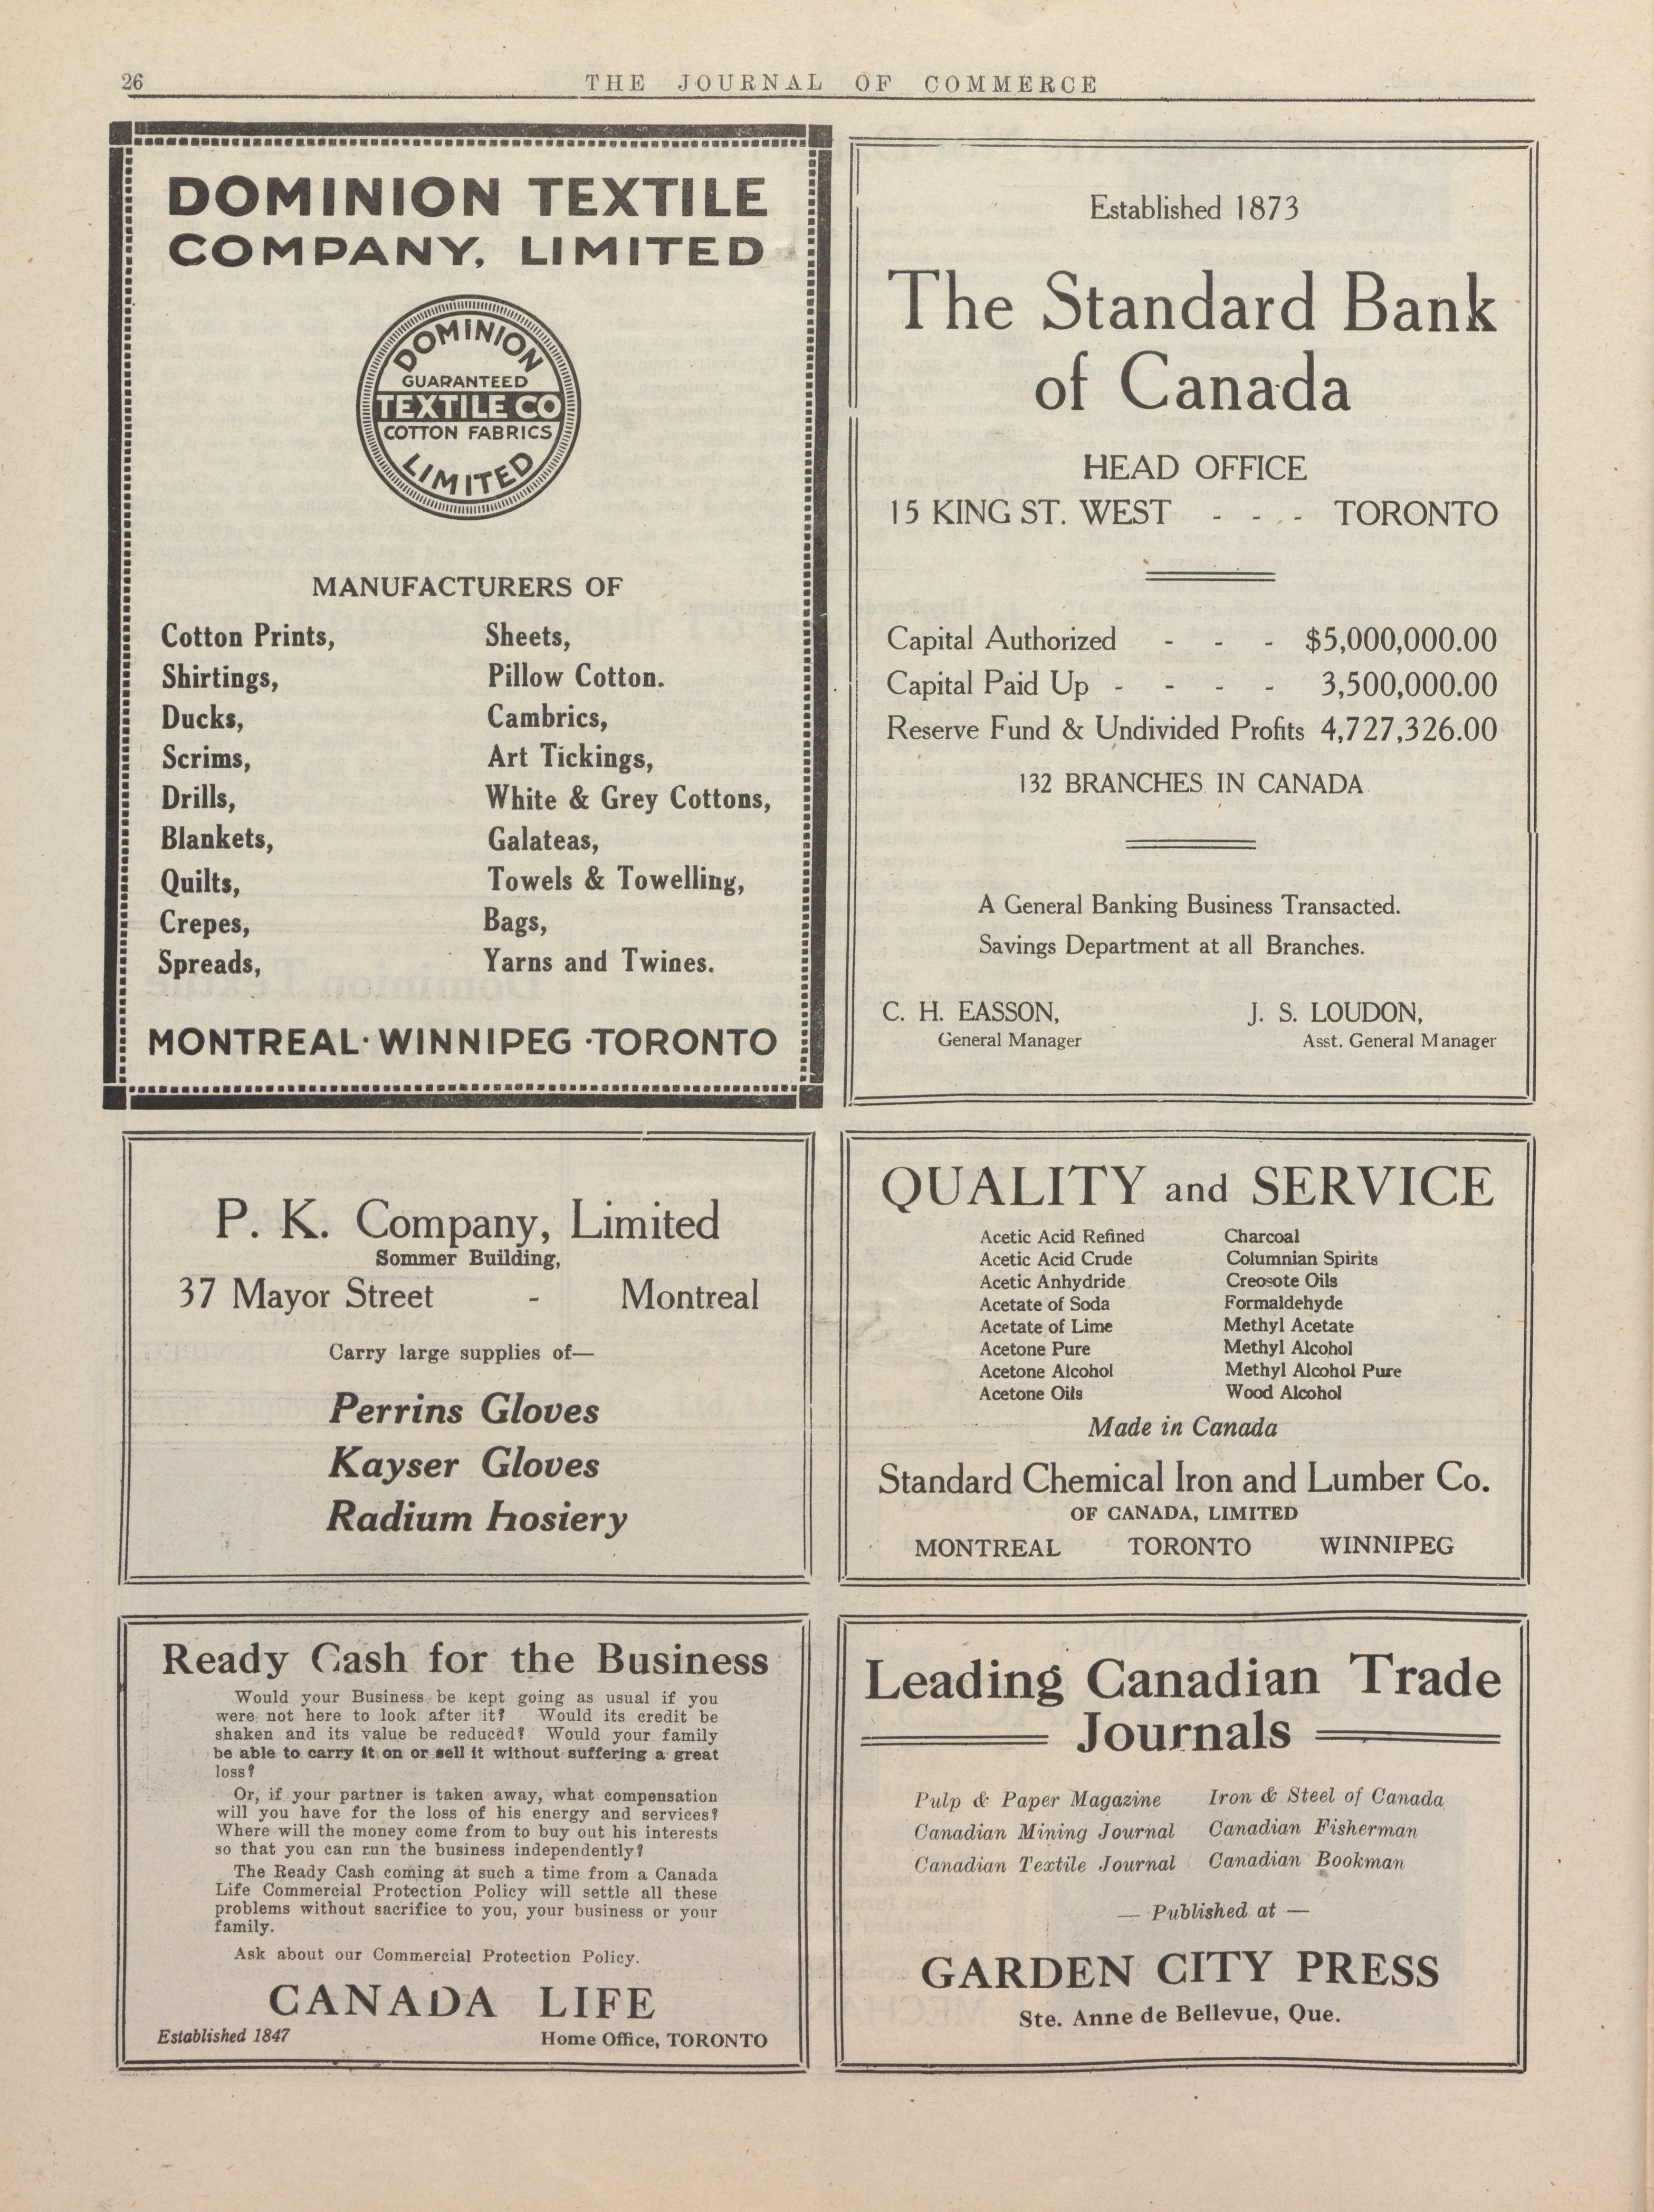 26
THE JOURNAL OF COMMERCE
DOMINION TEXTILE
COMPANY, LIMITED
DOMINION
GUARANTEED
TEXTILE CO
COTTON FABRICS
LIMITED
MANUFACTURERS OF
Cotton Prints,
Shirtings,
Ducks,
Scrims,
Drills,
Blankets,
Quilts,
Crepes,
Spreads,
Sheets,
Pillow Cotton.
Cambrics,
Art Tickings,
White & Grey Cottons,
Galateas,
Towels & Towelling,
Bags,
Yarns and Twines.
MONTREAL · WINNIPEG · TORONTO
Established 1873
The Standard Bank
of Canada
HEAD OFFICE
15 KING ST. WEST - - - TORONTO
Capital Authorized - - - $5,000,000.00
Capital Paid Up - - - - 3,500,000.00
Reserve Fund & Undivided Profits 4,727,326.00
132 BRANCHES IN CANADA
A General Banking Business Transacted.
Savings Department at all Branches.
C. H. EASSON,
General Manager
J. S. LOUDON,
Asst. General Manager
P. K. Company, Limited
Sommer Building,
37 Mayor Street - Montreal
Carry large supplies of—
Perrins Gloves
Kayser Gloves
Radium Hosiery
QUALITY and SERVICE
Acetic Acid Refined
Acetic Acid Crude
Acetic Anhydride
Acetate of Soda
Acetate of Lime
Acetone Pure
Acetone Alcohol
Acetone Oils
Charcoal
Columnian Spirits
Creosote Oils
Formaldehyde
Methyl Acetate
Methyl Alcohol
Methyl Alcohol Pure
Wood Alcohol
Made in Canada
Standard Chemical Iron and Lumber Co.
OF CANADA, LIMITED
MONTREAL TORONTO WINNIPEG
Ready Cash for the Business
Would your Business be kept going as usual if you
were not here to look after it? Would its credit be
shaken and its value be reduced? Would your family
be able to carry it on or sell it without suffering a great
loss?
Or, if your partner is taken away, what compensation
will you have for the loss of his energy and services?
Where will the money come from to buy out his interests
so that you can run the business independently?
The Ready Cash coming at such a time from a Canada
Life Commercial Protection Policy will settle all these
problems without sacrifice to you, your business or your
family.
Ask about our Commercial Protection Policy.
CANADA LIFE
Established 1847
Home Office, TORONTO
Leading Canadian Trade
Journals
Pulp & Paper Magazine
Canadian Mining Journal
Canadian Textile Journal
Iron & Steel of Canada
Canadian Fisherman
Canadian Bookman
— Published at —
GARDEN CITY PRESS
Ste. Anne de Bellevue, Que.